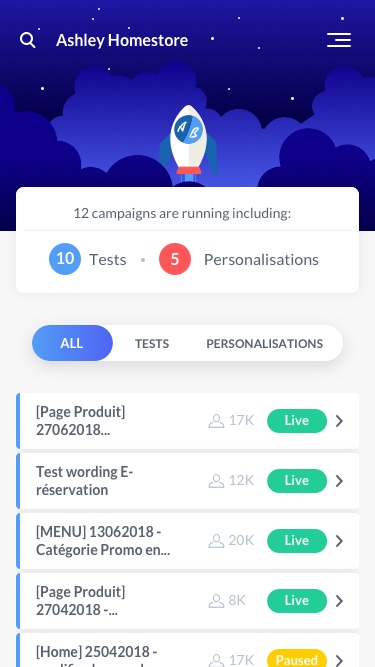 Ashley Homestore
A B
12 campaigns are running including:
10 Tests • 5 Personalisations
ALL TESTS PERSONALISATIONS
[Page Produit]
27062018...
17K Live
Test wording E-
réservation
12K Live
[MENU] 13062018 -
Catégorie Promo en...
20K Live
[Page Produit]
27042018 -...
8K Live
[Home] 25042018 -
17K Paused